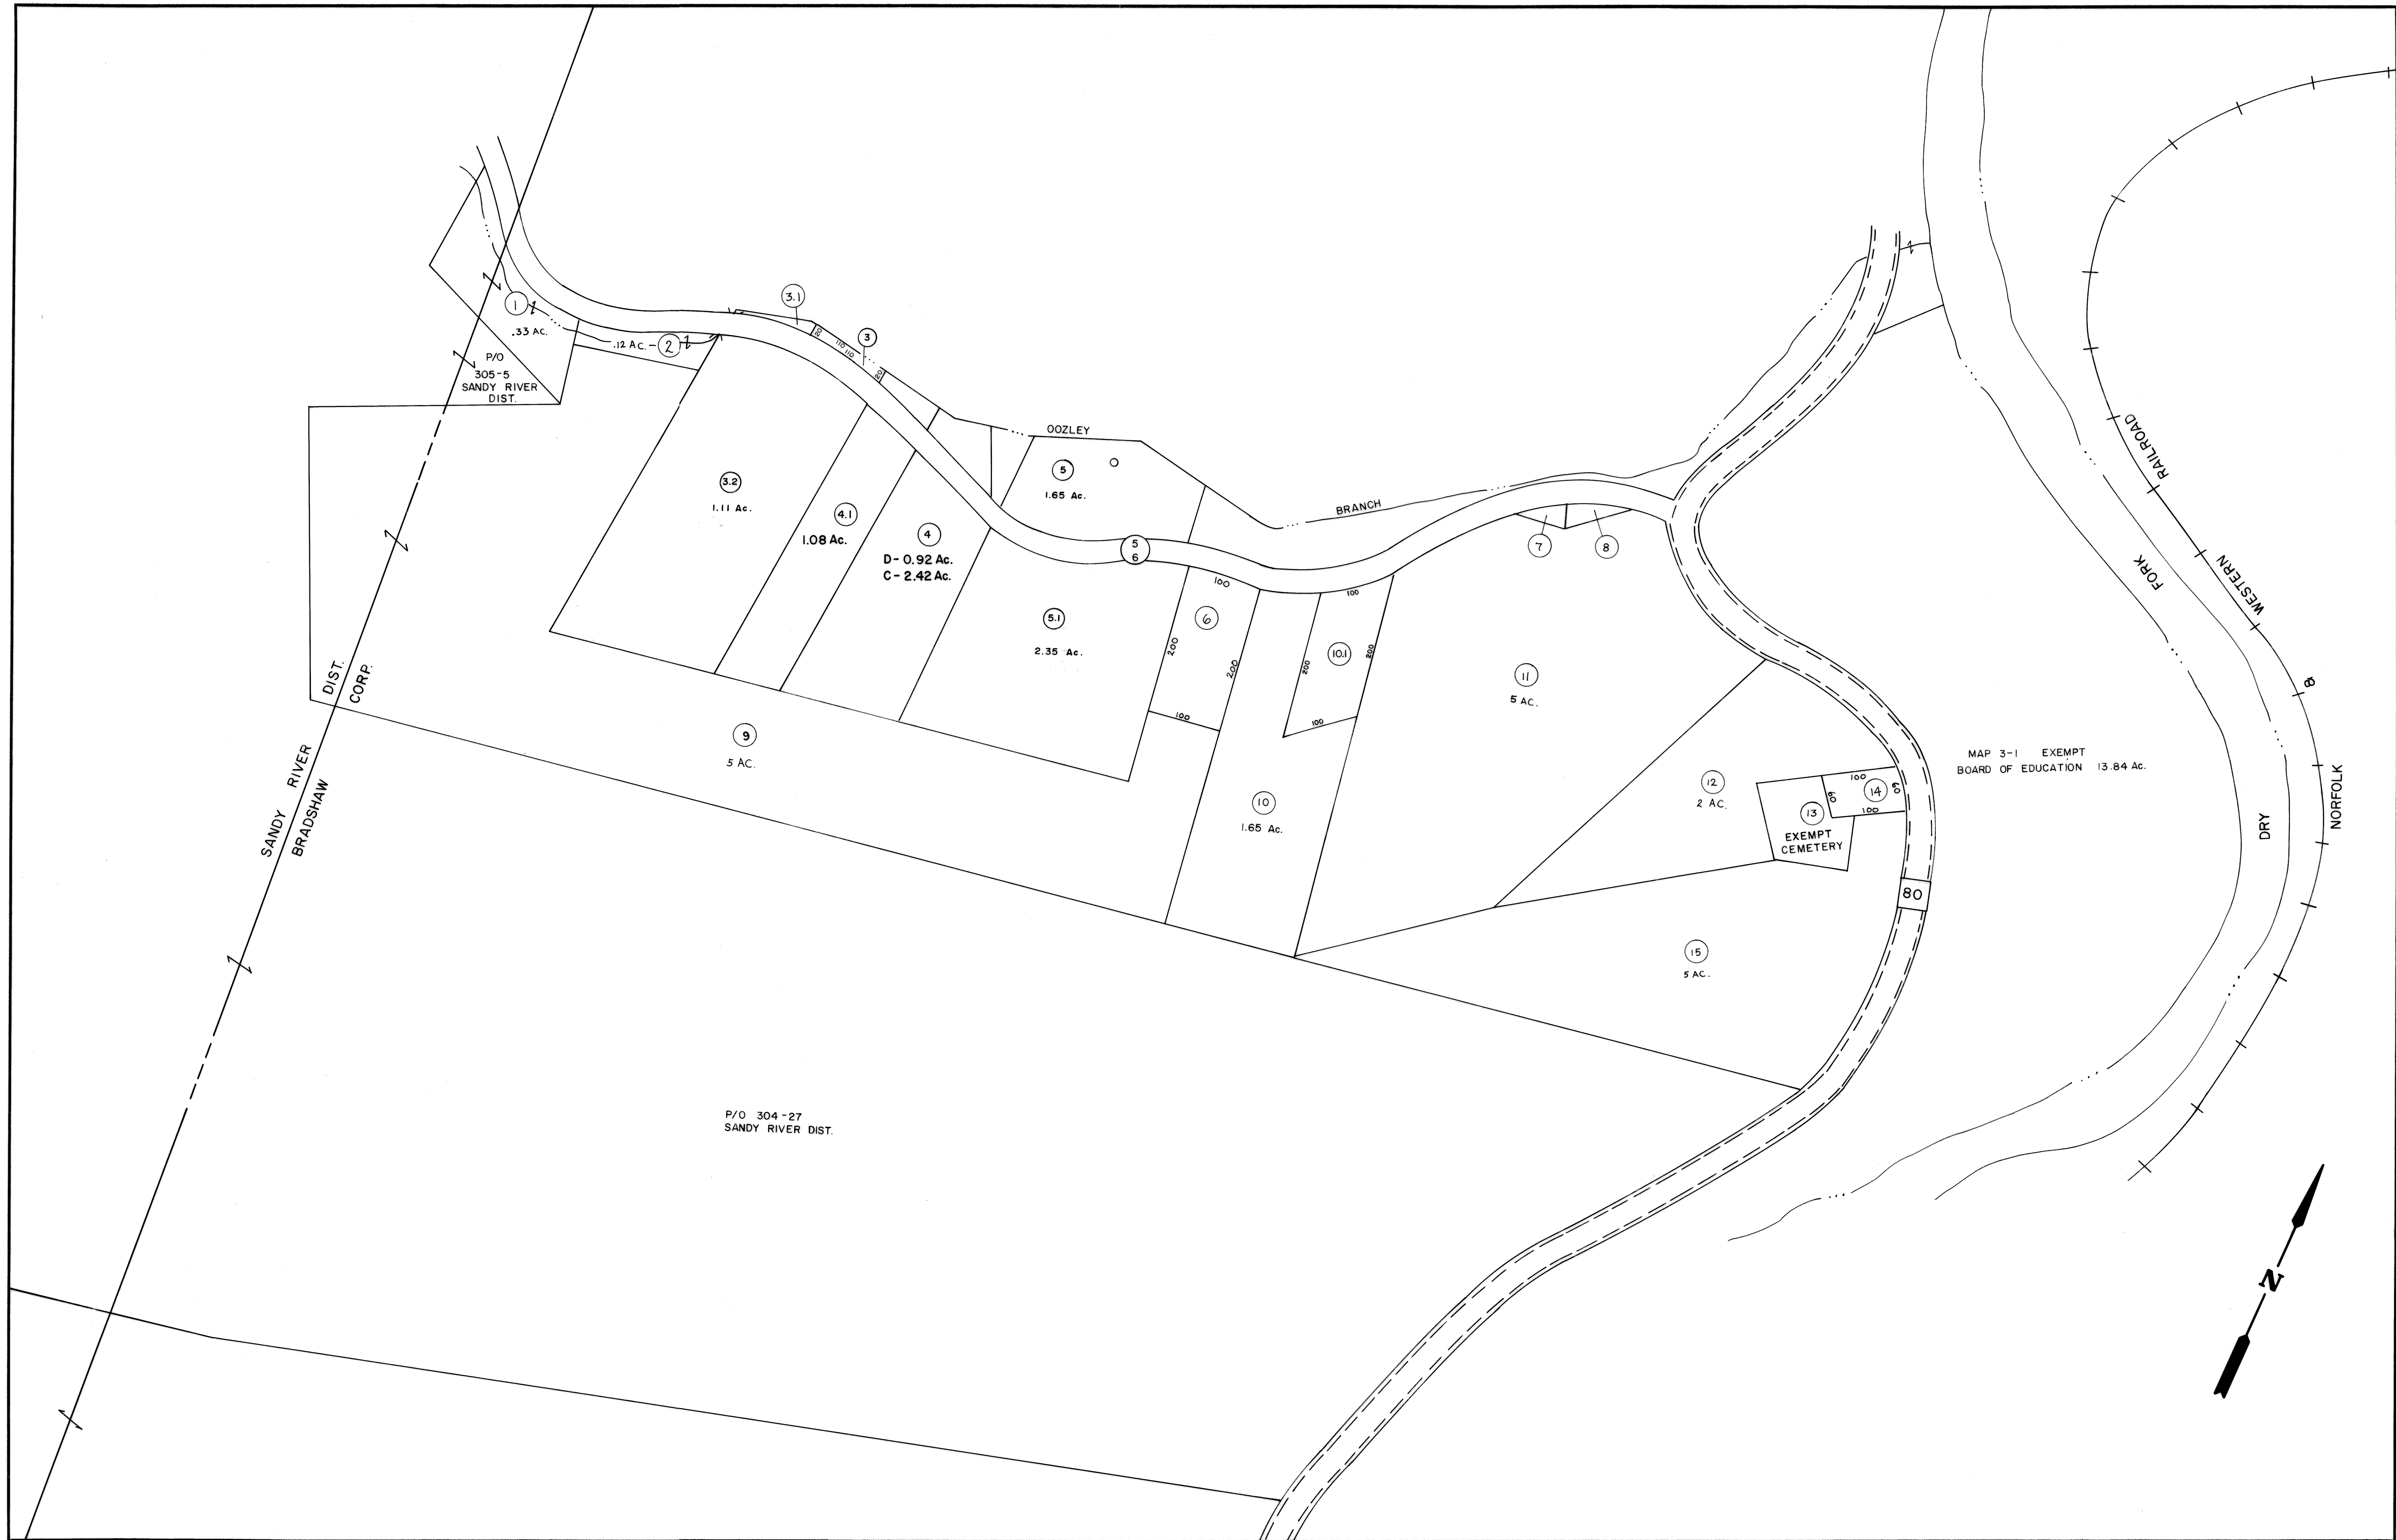 1
.33 AC.
P/O
305-5
SANDY RIVER
DIST.
.12 AC. - 2
3.1
20
110 110
3
20
3.2
1.11 Ac.
4.1
1.08 Ac.
4
D- 0.92 Ac.
C- 2.42 Ac.
OOZLEY
5
1.65 Ac.
BRANCH
5
6
5.1
2.35 Ac.
100
6
200
200
100
100
10.1
200
200
100
7
8
11
5 AC.
9
5 AC.
10
1.65 Ac.
12
2 AC.
100
14
60
60
100
13
EXEMPT
CEMETERY
80
15
5 AC.
MAP 3-1 EXEMPT
BOARD OF EDUCATION 13.84 Ac.
SANDY RIVER DIST.
BRADSHAW CORP.
P/O 304-27
SANDY RIVER DIST.
DRY FORK
NORFOLK & WESTERN RAILROAD
N